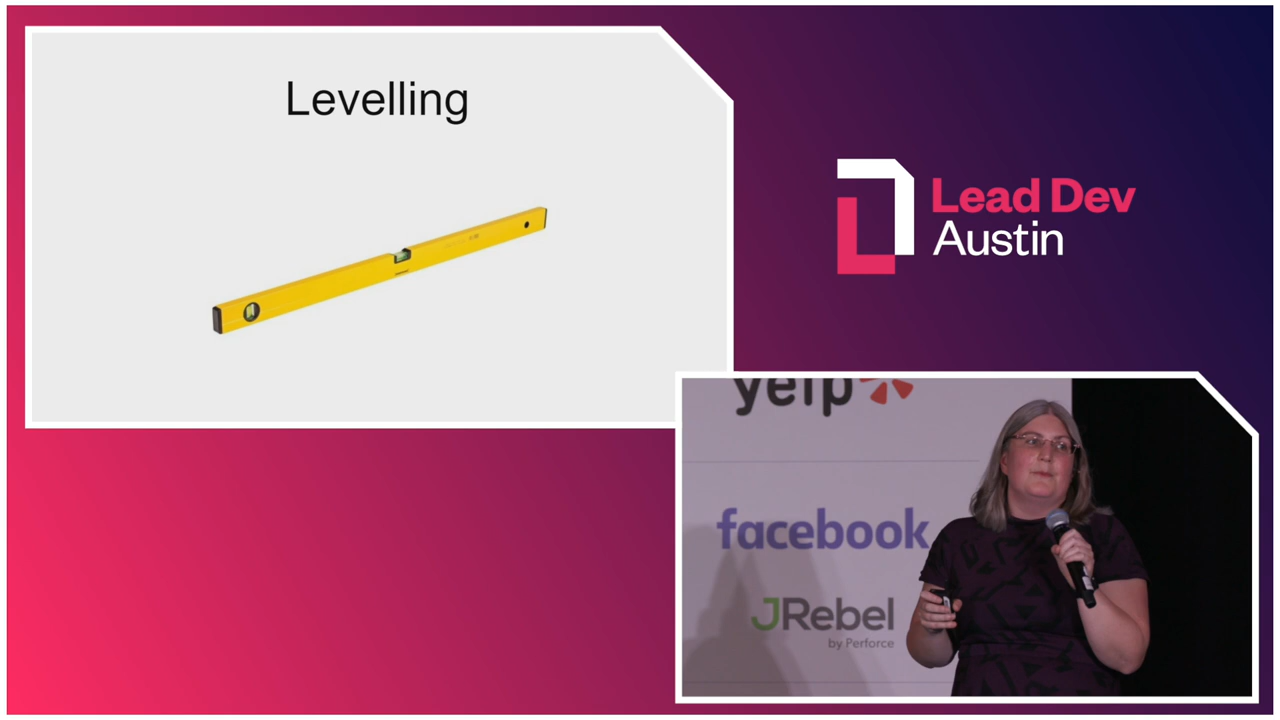 Levelling
Lead Dev
Austin
yelp
facebook
JRebel
by Perforce